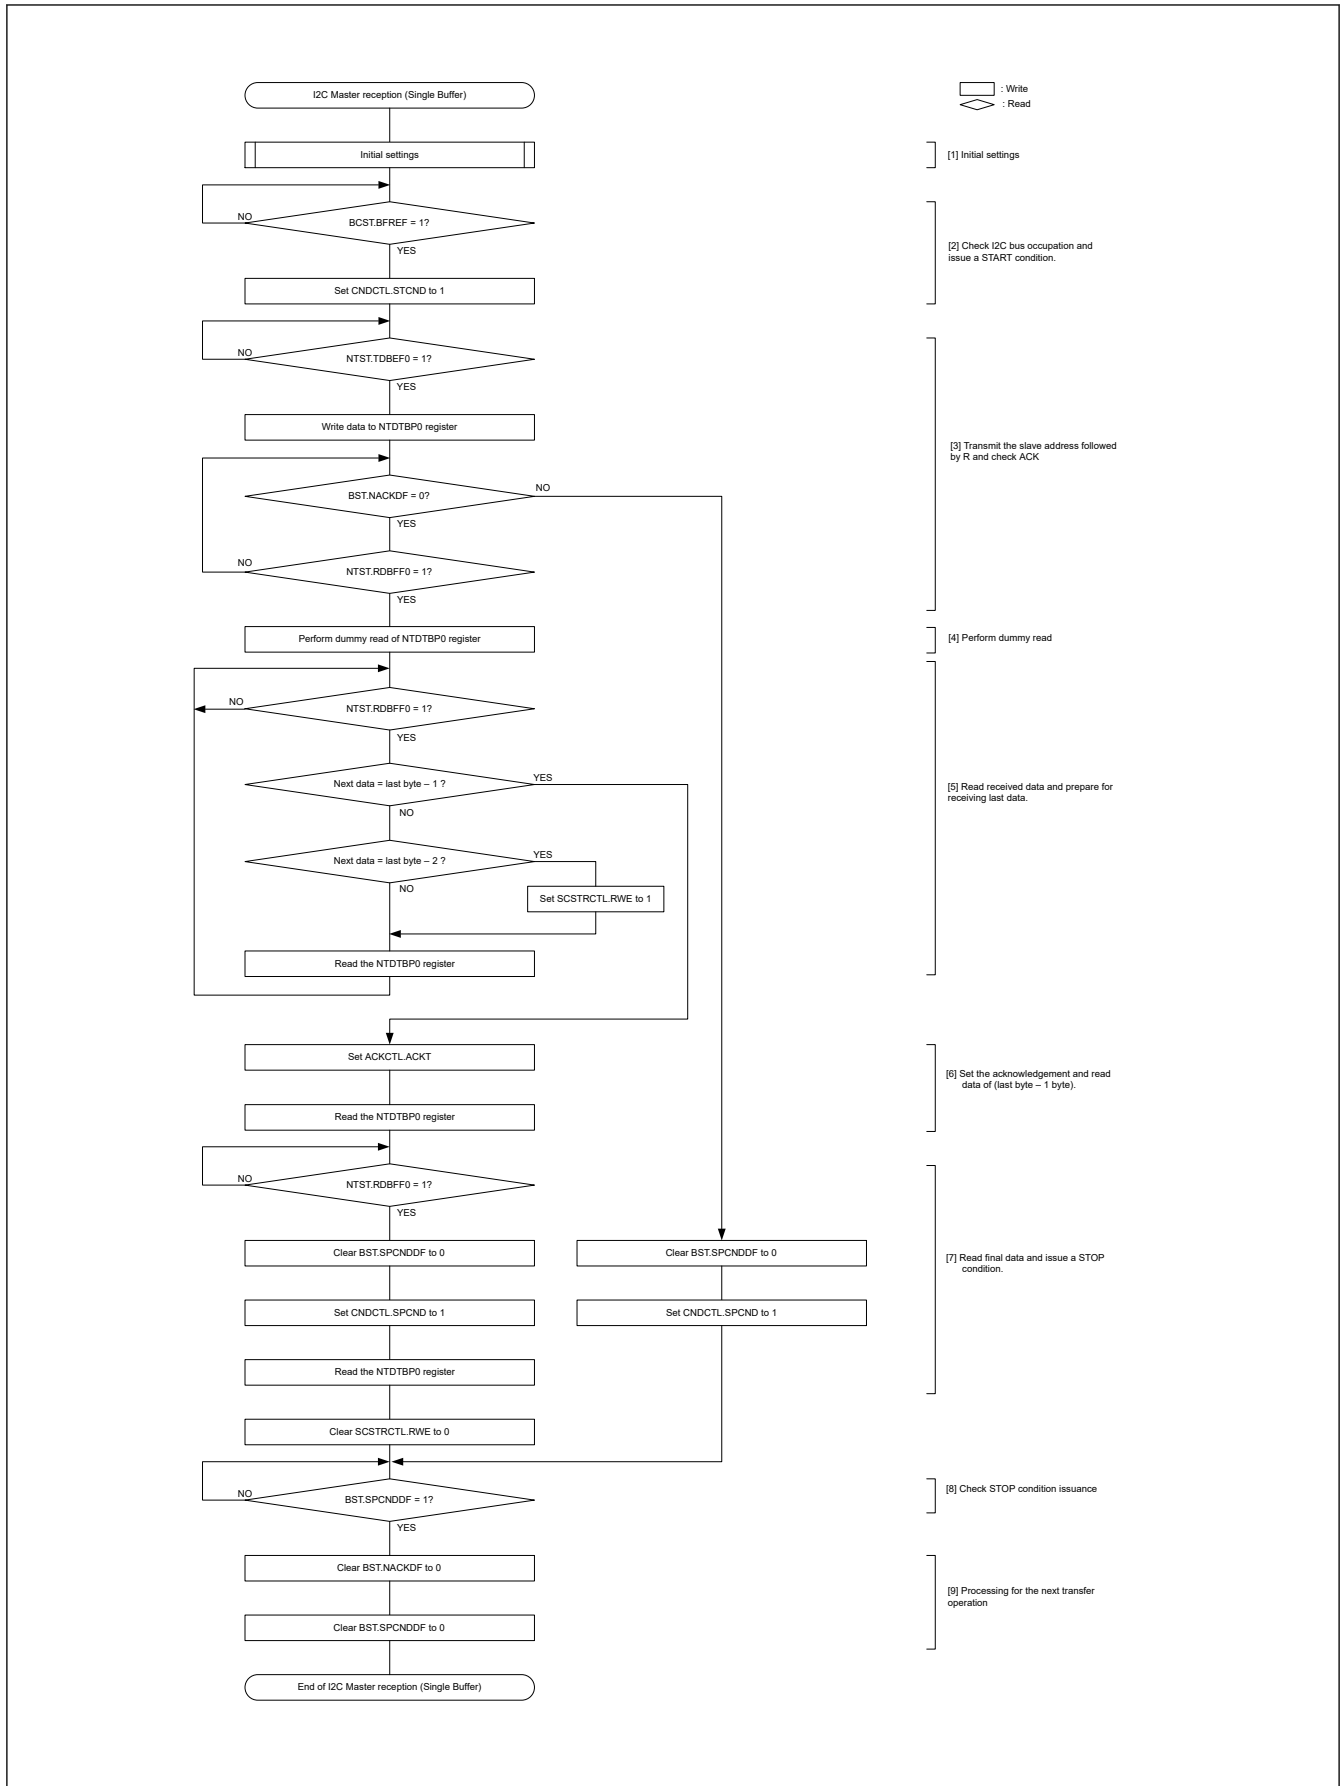 I2C Master reception (Single Buffer)
: Write
: Read
Initial settings
[1] Initial settings
NO
BCST.BFREF = 1?
YES
[2] Check I2C bus occupation and
issue a START condition.
Set CNDCTL.STCND to 1
NO
NTST.TDBEF0 = 1?
YES
Write data to NTDTBP0 register
[3] Transmit the slave address followed
by R and check ACK
BST.NACKDF = 0?
NO
YES
NO
NTST.RDBFF0 = 1?
YES
Perform dummy read of NTDTBP0 register
[4] Perform dummy read
NO
NTST.RDBFF0 = 1?
YES
Next data = last byte – 1 ?
YES
NO
[5] Read received data and prepare for
receiving last data.
Next data = last byte – 2 ?
YES
NO
Set SCSTRCTL.RWE to 1
Read the NTDTBP0 register
Set ACKCTL.ACKT
[6] Set the acknowledgement and read
data of (last byte – 1 byte).
Read the NTDTBP0 register
NO
NTST.RDBFF0 = 1?
YES
Clear BST.SPCNDDF to 0
Clear BST.SPCNDDF to 0
[7] Read final data and issue a STOP
condition.
Set CNDCTL.SPCND to 1
Set CNDCTL.SPCND to 1
Read the NTDTBP0 register
Clear SCSTRCTL.RWE to 0
NO
BST.SPCNDDF = 1?
YES
[8] Check STOP condition issuance
Clear BST.NACKDF to 0
[9] Processing for the next transfer
operation
Clear BST.SPCNDDF to 0
End of I2C Master reception (Single Buffer)